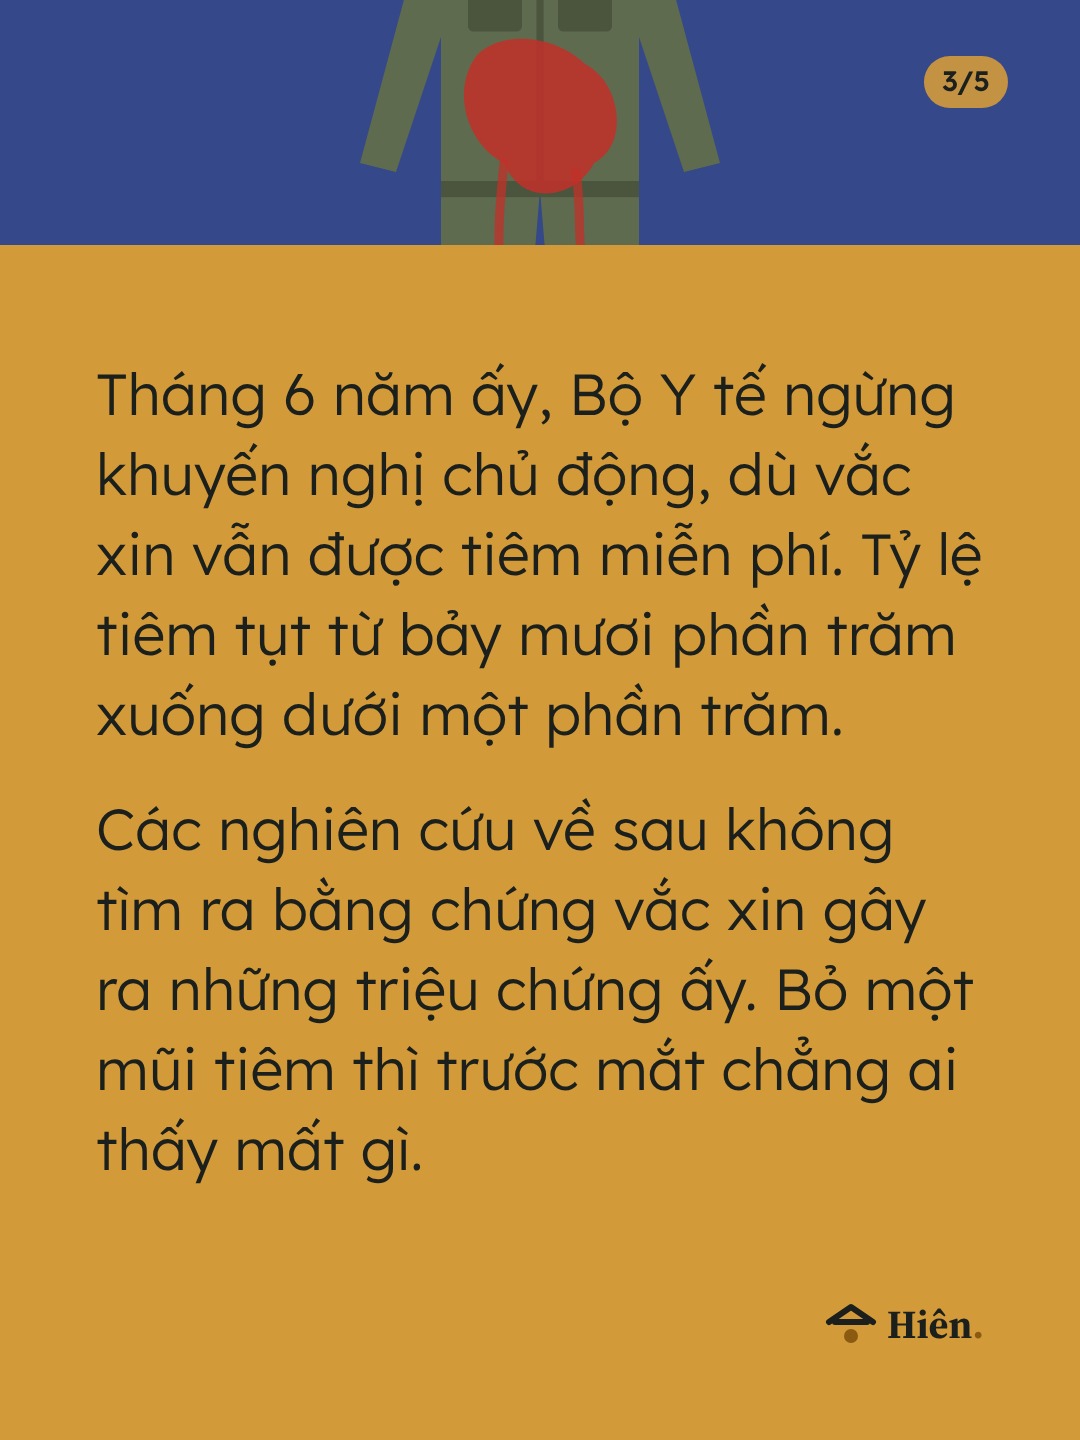 3/5
Tháng 6 năm ấy, Bộ Y tế ngừng
khuyến nghị chủ động, dù vắc
xin vẫn được tiêm miễn phí. Tỷ lệ
tiêm tụt từ bảy mươi phần trăm
xuống dưới một phần trăm.
Các nghiên cứu về sau không
tìm ra bằng chứng vắc xin gây
ra những triệu chứng ấy. Bỏ một
mũi tiêm thì trước mắt chẳng ai
thấy mất gì.
Hiên.